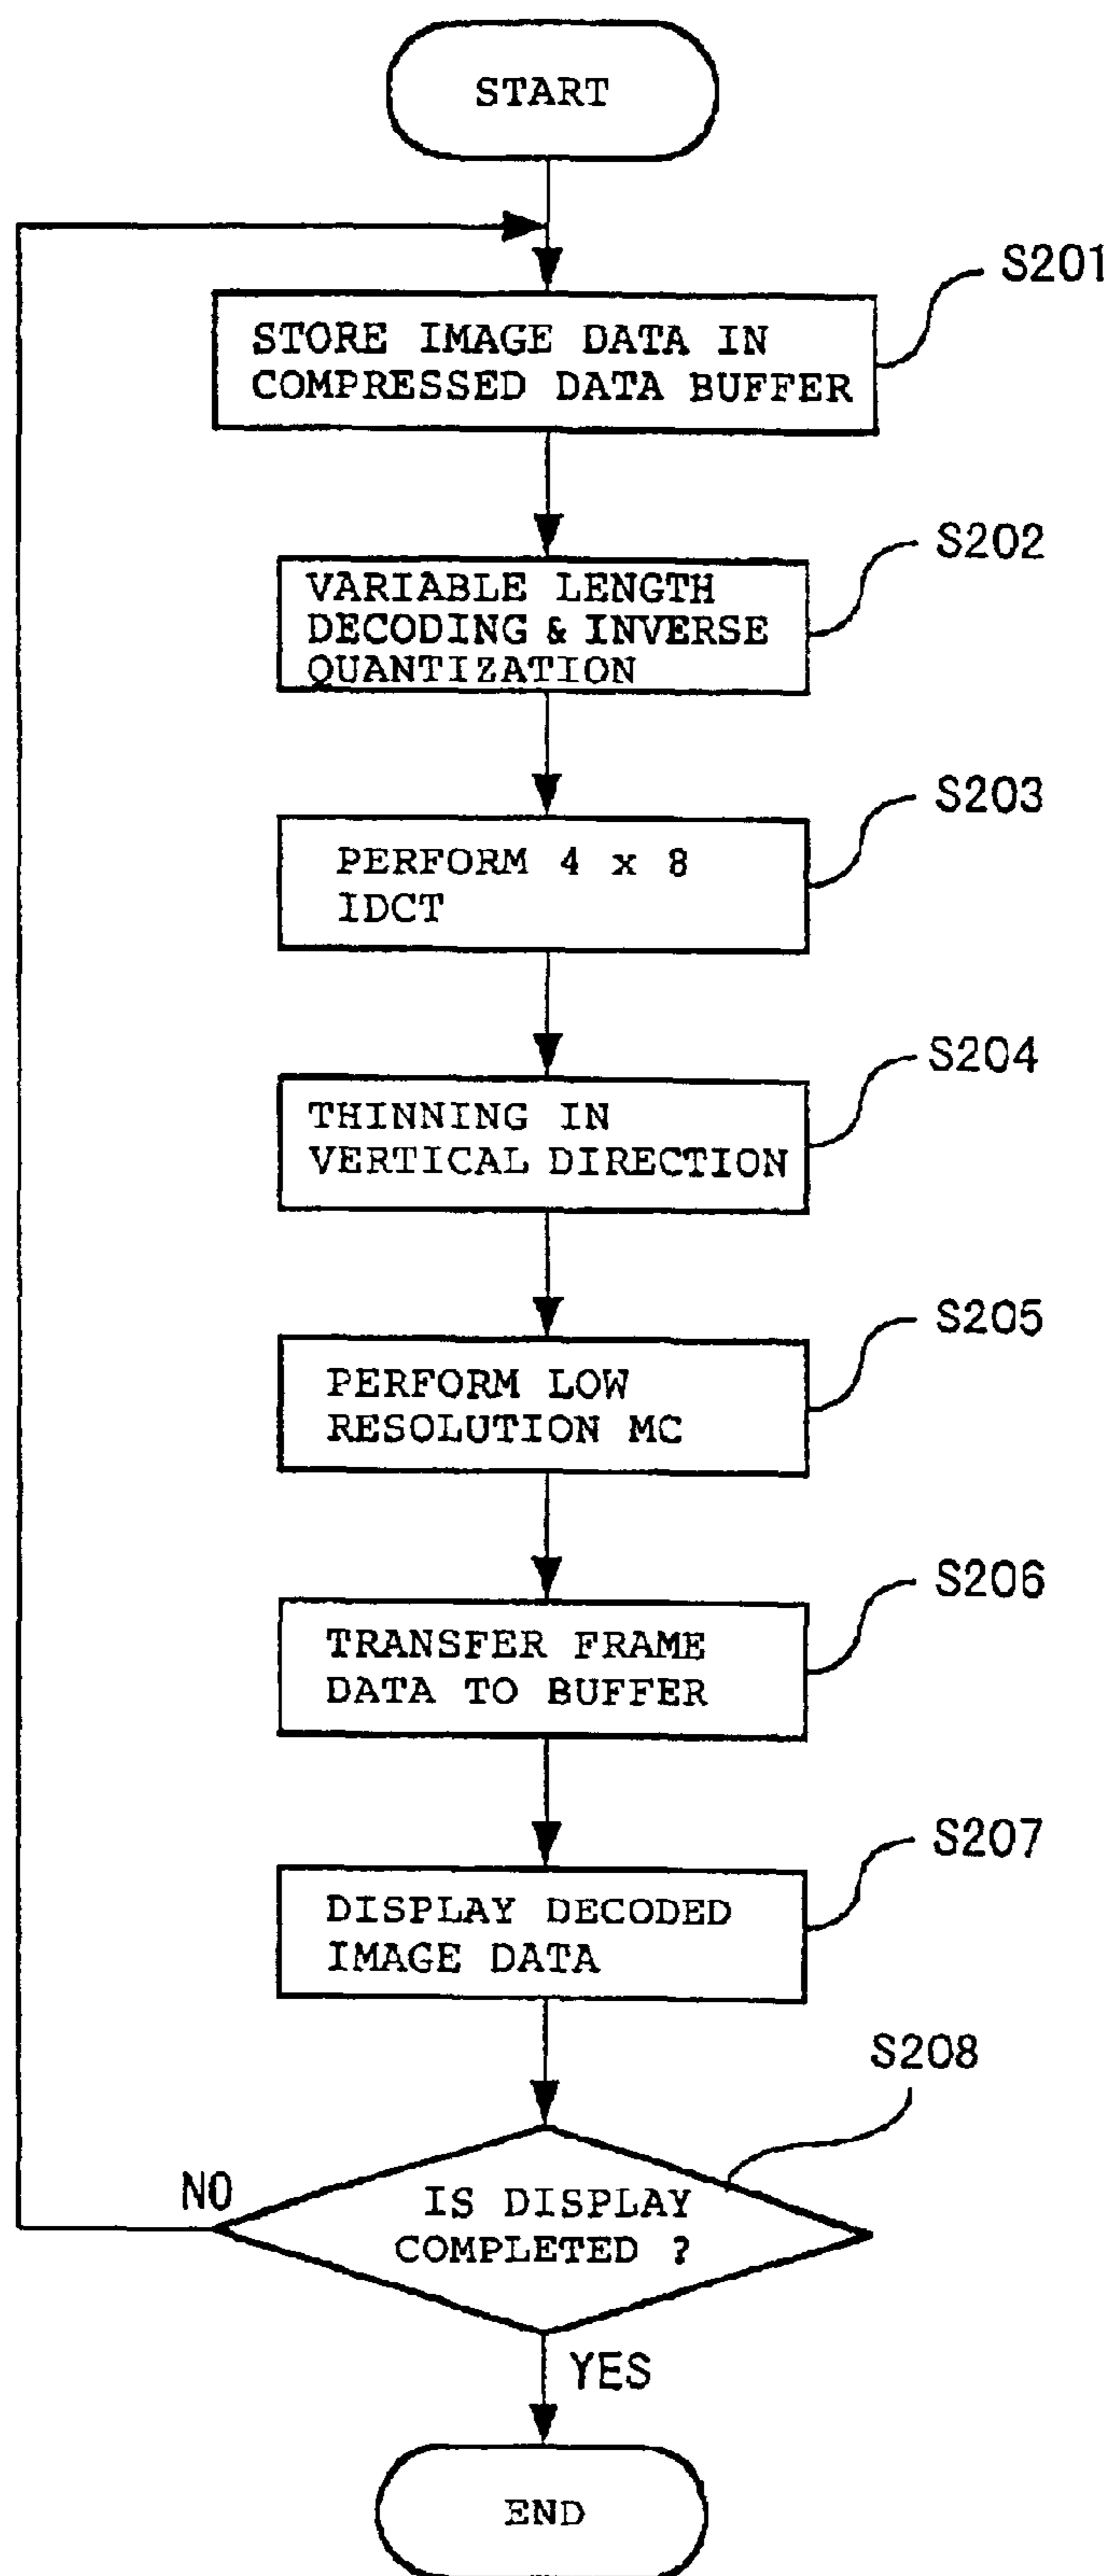 START
S201
STORE IMAGE DATA IN
COMPRESSED DATA BUFFER
S202
VARIABLE LENGTH
DECODING & INVERSE
QUANTIZATION
S203
PERFORM 4 x 8
IDCT
S204
THINNING IN
VERTICAL DIRECTION
S205
PERFORM LOW
RESOLUTION MC
S206
TRANSFER FRAME
DATA TO BUFFER
S207
DISPLAY DECODED
IMAGE DATA
S208
NO
IS DISPLAY
COMPLETED ?
YES
END